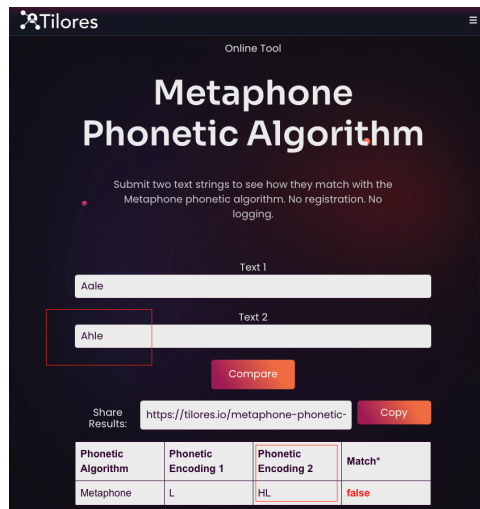 Tilores
Online Tool
Metaphone
Phonetic Algorithm
Submit two text strings to see how they match with the
Metaphone phonetic algorithm. No registration. No
logging.
Text 1
Aale
Text 2
Ahle
Compare
Share
Results:
https://tilores.io/metaphone-phonetic-
Copy
Phonetic
Algorithm
Phonetic
Encoding 1
Phonetic
Encoding 2
Match*
Metaphone
L
HL
false